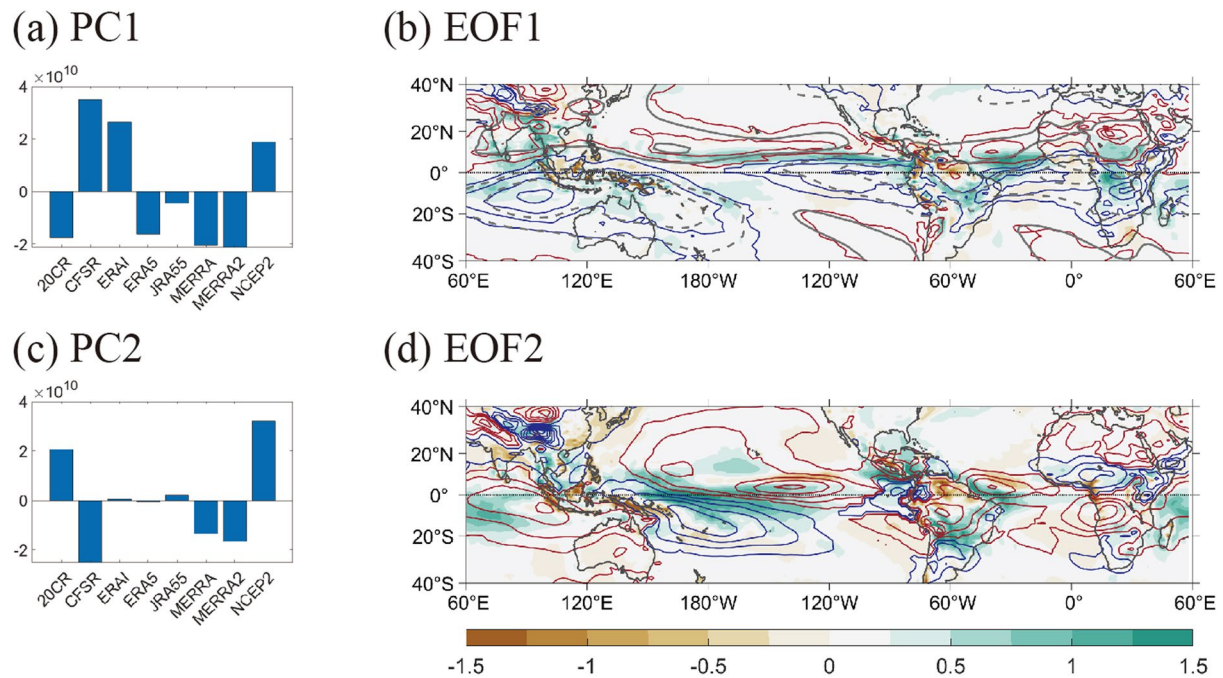 (a) PC1
×10^10
4
2
0
-2
20CR
CFSR
ERAI
ERA5
JRA55
MERRA
MERRA2
NCEP2
(b) EOF1
40°N
20°N
0°
20°S
40°S
60°E
120°E
180°W
120°W
60°W
0°
60°E
(c) PC2
×10^10
4
2
0
-2
20CR
CFSR
ERAI
ERA5
JRA55
MERRA
MERRA2
NCEP2
(d) EOF2
40°N
20°N
0°
20°S
40°S
60°E
120°E
180°W
120°W
60°W
0°
60°E
-1.5
-1
-0.5
0
0.5
1
1.5